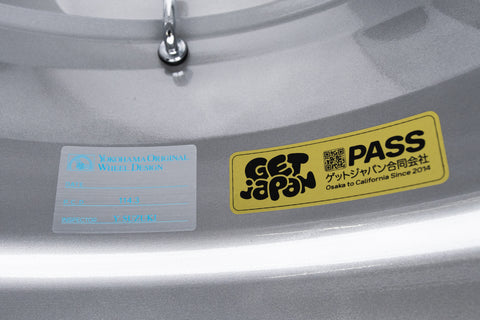 YOKOHAMA ORIGINAL
WHEEL DESIGN
GET
JAPAN
PASS
ゲットジャパン合同会社
Osaka to California Since 2014